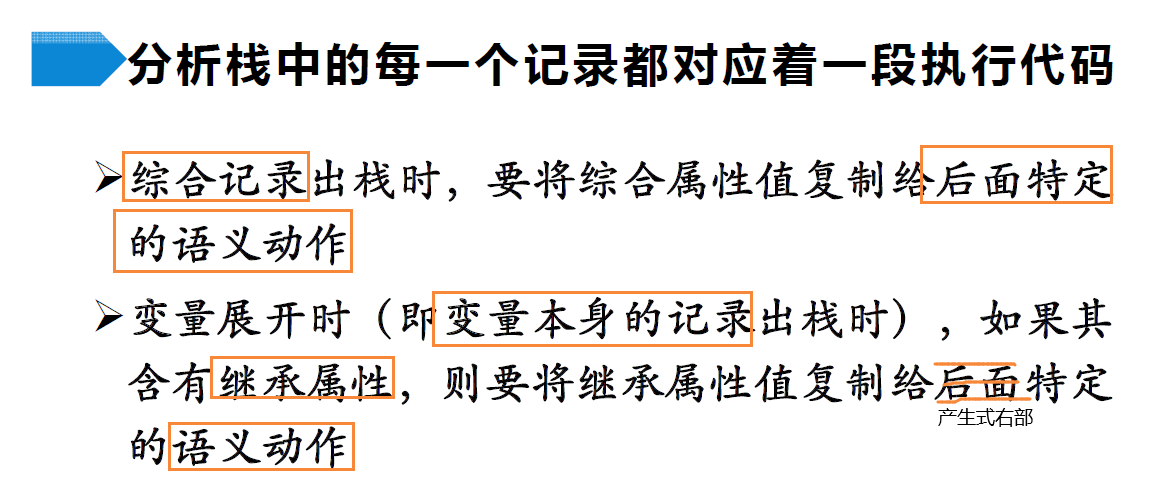 分析栈中的每一个记录都对应着一段执行代码
➢综合记录出栈时，要将综合属性值复制给后面特定
的语义动作
➢变量展开时（即变量本身的记录出栈时），如果其
含有继承属性，则要将继承属性值复制给后面特定
产生式右部
的语义动作